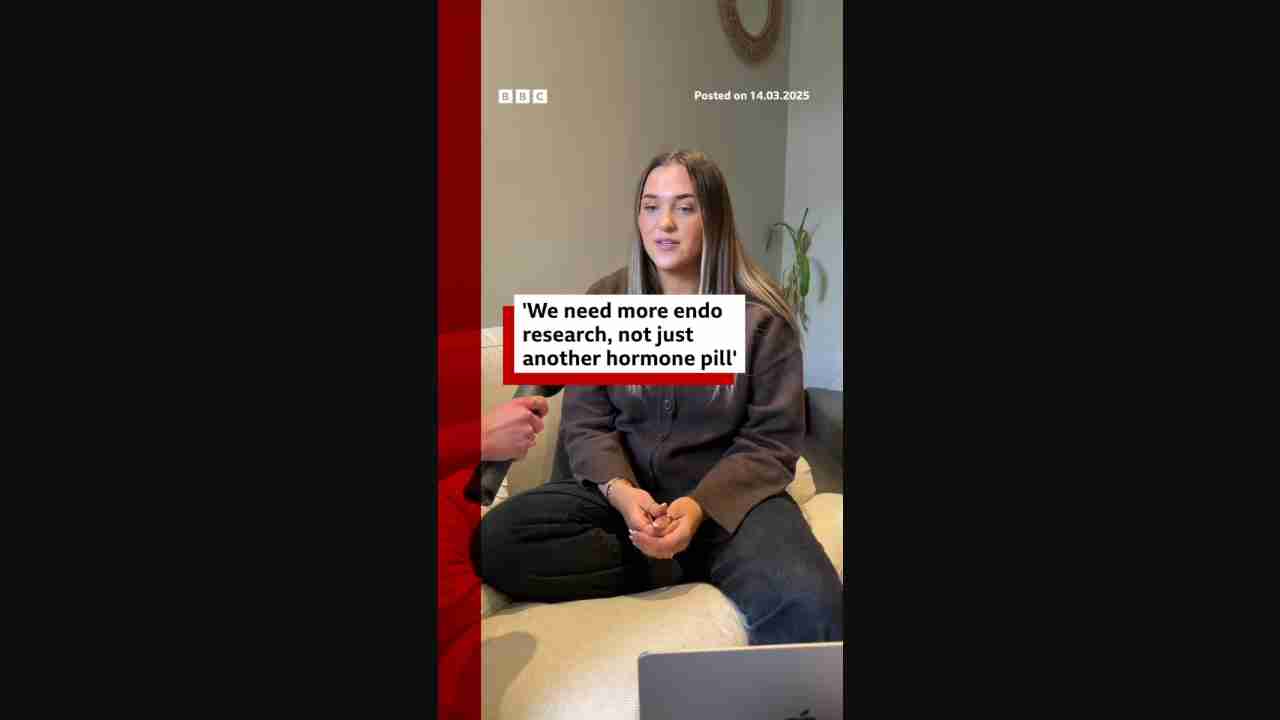 BBC
Posted on 14.03.2025
'We need more endo
research, not just
another hormone pill'